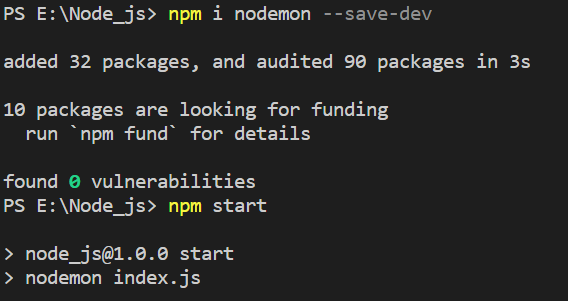 PS E:\Node_js> npm i nodemon --save-dev
added 32 packages, and audited 90 packages in 3s
10 packages are looking for funding
  run `npm fund` for details
found 0 vulnerabilities
PS E:\Node_js> npm start
> node_js@1.0.0 start
> nodemon index.js